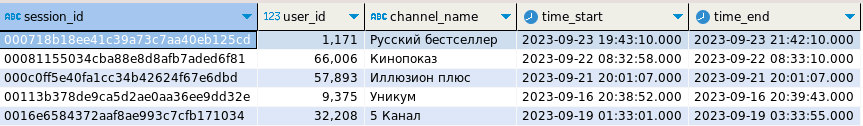 ABC session_id 123 user_id ABC channel_name time_start time_end
000718b18ee41c39a73c7aa40eb125cd 1,171 Русский бестселлер 2023-09-23 19:43:10.000 2023-09-23 21:42:10.000
00081155034cba88e8d8afb7aded6f81 66,006 Кинопоказ 2023-09-22 08:32:58.000 2023-09-22 08:33:10.000
000c0ff5e40fa1cc34b42624f67e6dbd 57,893 Иллюзион плюс 2023-09-21 20:01:07.000 2023-09-21 20:01:07.000
00113b378de9ca5d2ae0aa36ee9dd32e 9,375 Уникум 2023-09-16 20:38:52.000 2023-09-16 20:39:43.000
0016e6584372aaf8ae993c7cfb171034 32,208 5 Канал 2023-09-19 01:33:01.000 2023-09-19 03:33:55.000